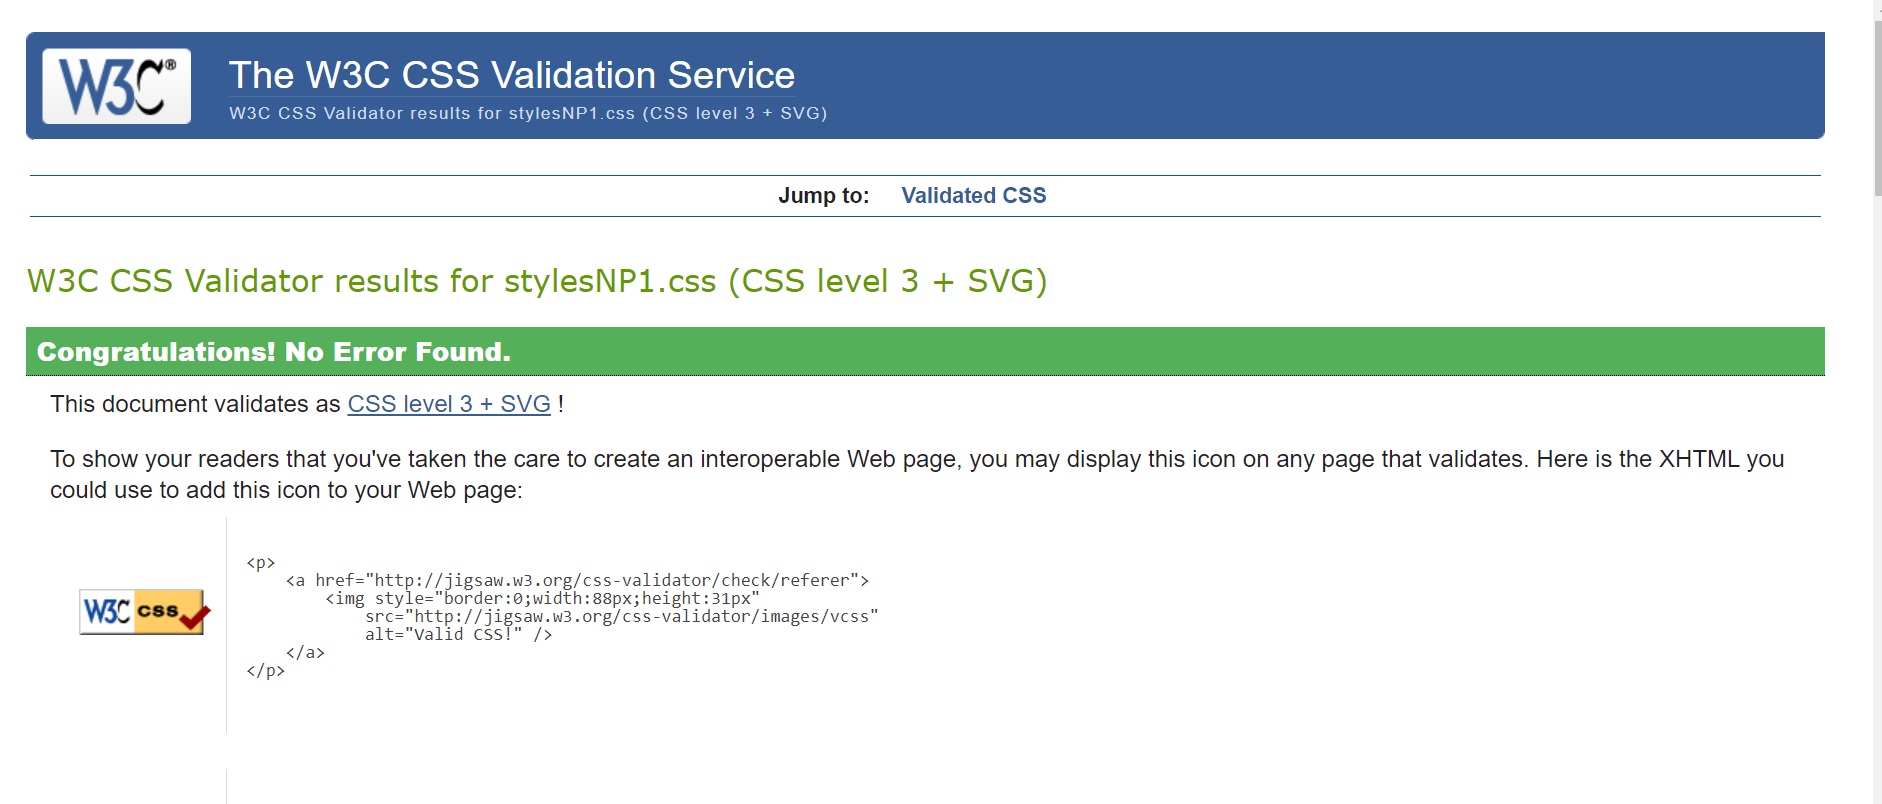 W3C®
The W3C CSS Validation Service
W3C CSS Validator results for stylesNP1.css (CSS level 3 + SVG)
Jump to: Validated CSS
W3C CSS Validator results for stylesNP1.css (CSS level 3 + SVG)
Congratulations! No Error Found.
This document validates as CSS level 3 + SVG !
To show your readers that you've taken the care to create an interoperable Web page, you may display this icon on any page that validates. Here is the XHTML you
could use to add this icon to your Web page:
W3C css
<p>
    <a href="http://jigsaw.w3.org/css-validator/check/referer">
        <img style="border:0;width:88px;height:31px"
            src="http://jigsaw.w3.org/css-validator/images/vcss"
            alt="Valid CSS!" />
    </a>
</p>